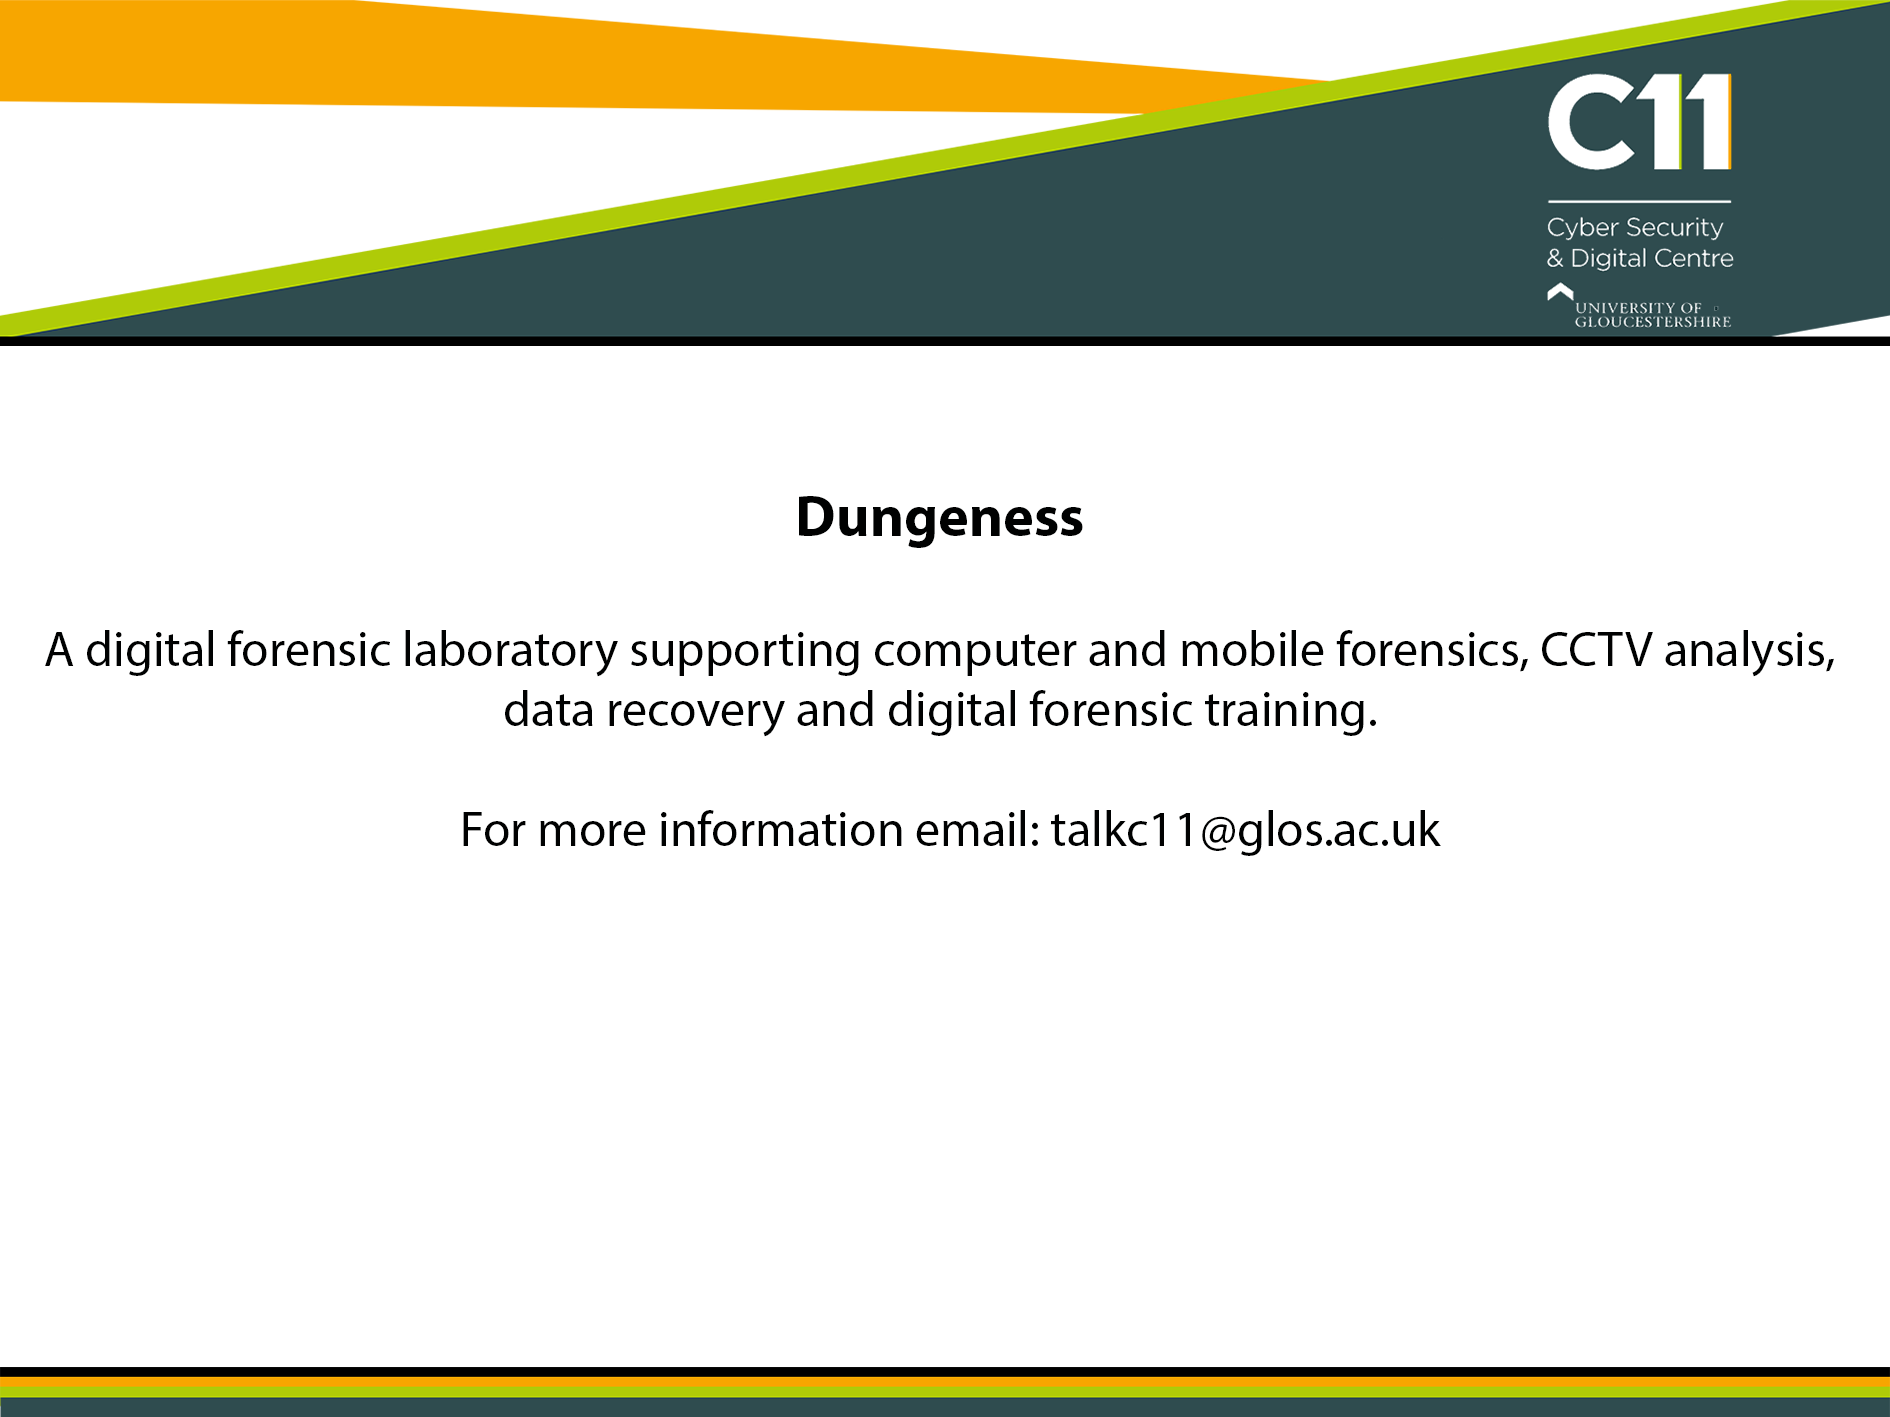 C11
Cyber Security
& Digital Centre
UNIVERSITY OF
GLOUCESTERSHIRE
Dungeness
A digital forensic laboratory supporting computer and mobile forensics, CCTV analysis,
data recovery and digital forensic training.
For more information email: talkc11@glos.ac.uk